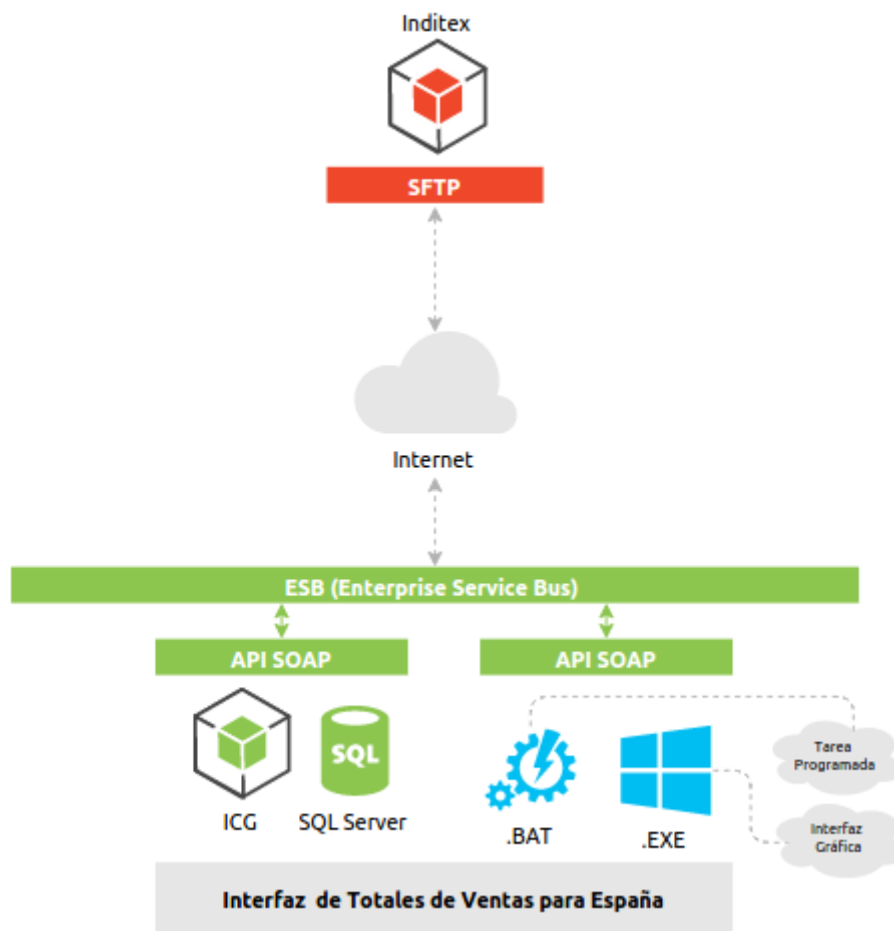 Inditex
SFTP
Internet
ESB (Enterprise Service Bus)
API SOAP
API SOAP
SQL
ICG
SQL Server
.BAT
.EXE
Tarea
Programada
Interfaz
Gráfica
Interfaz de Totales de Ventas para España